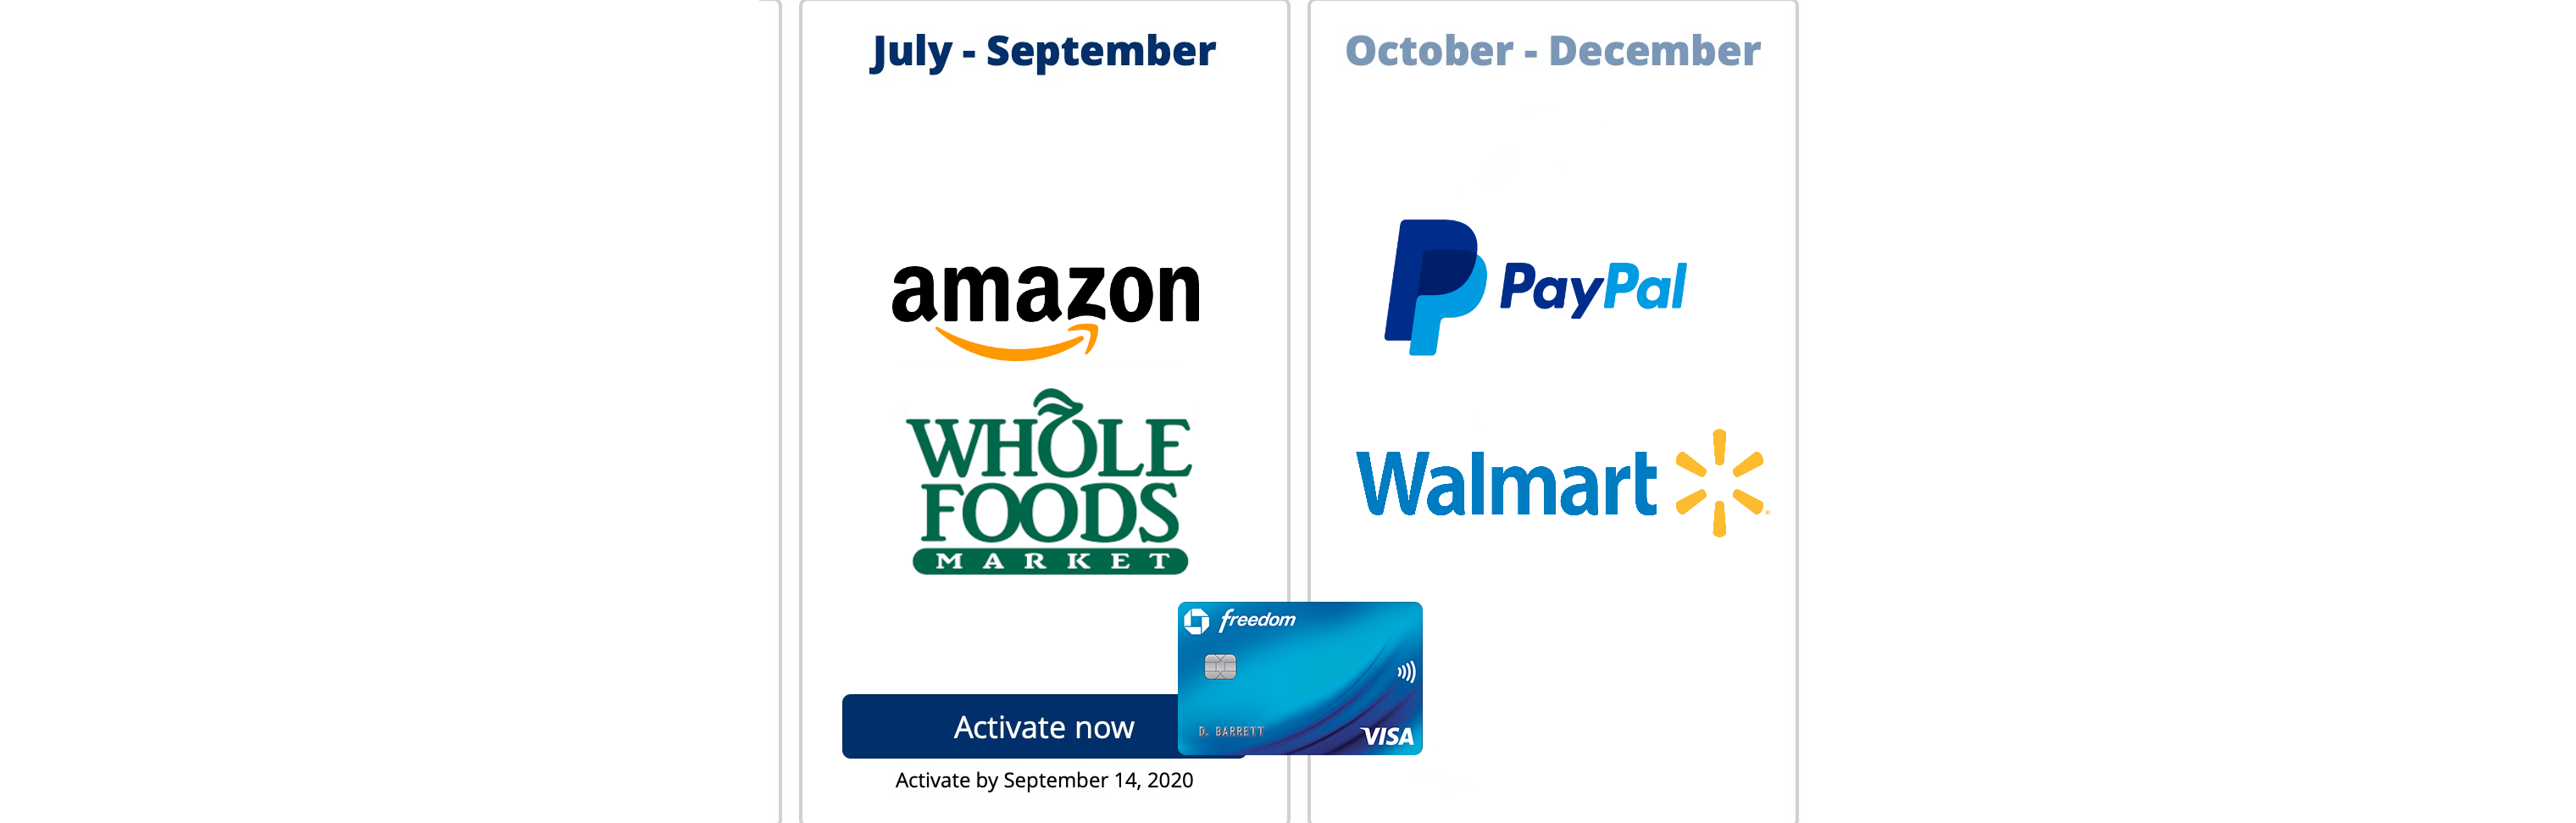 July - September
amazon
WHOLE
FOODS
MARKET
Activate now
Activate by September 14, 2020
October - December
PayPal
Walmart
freedom
D. BARRETT
VISA